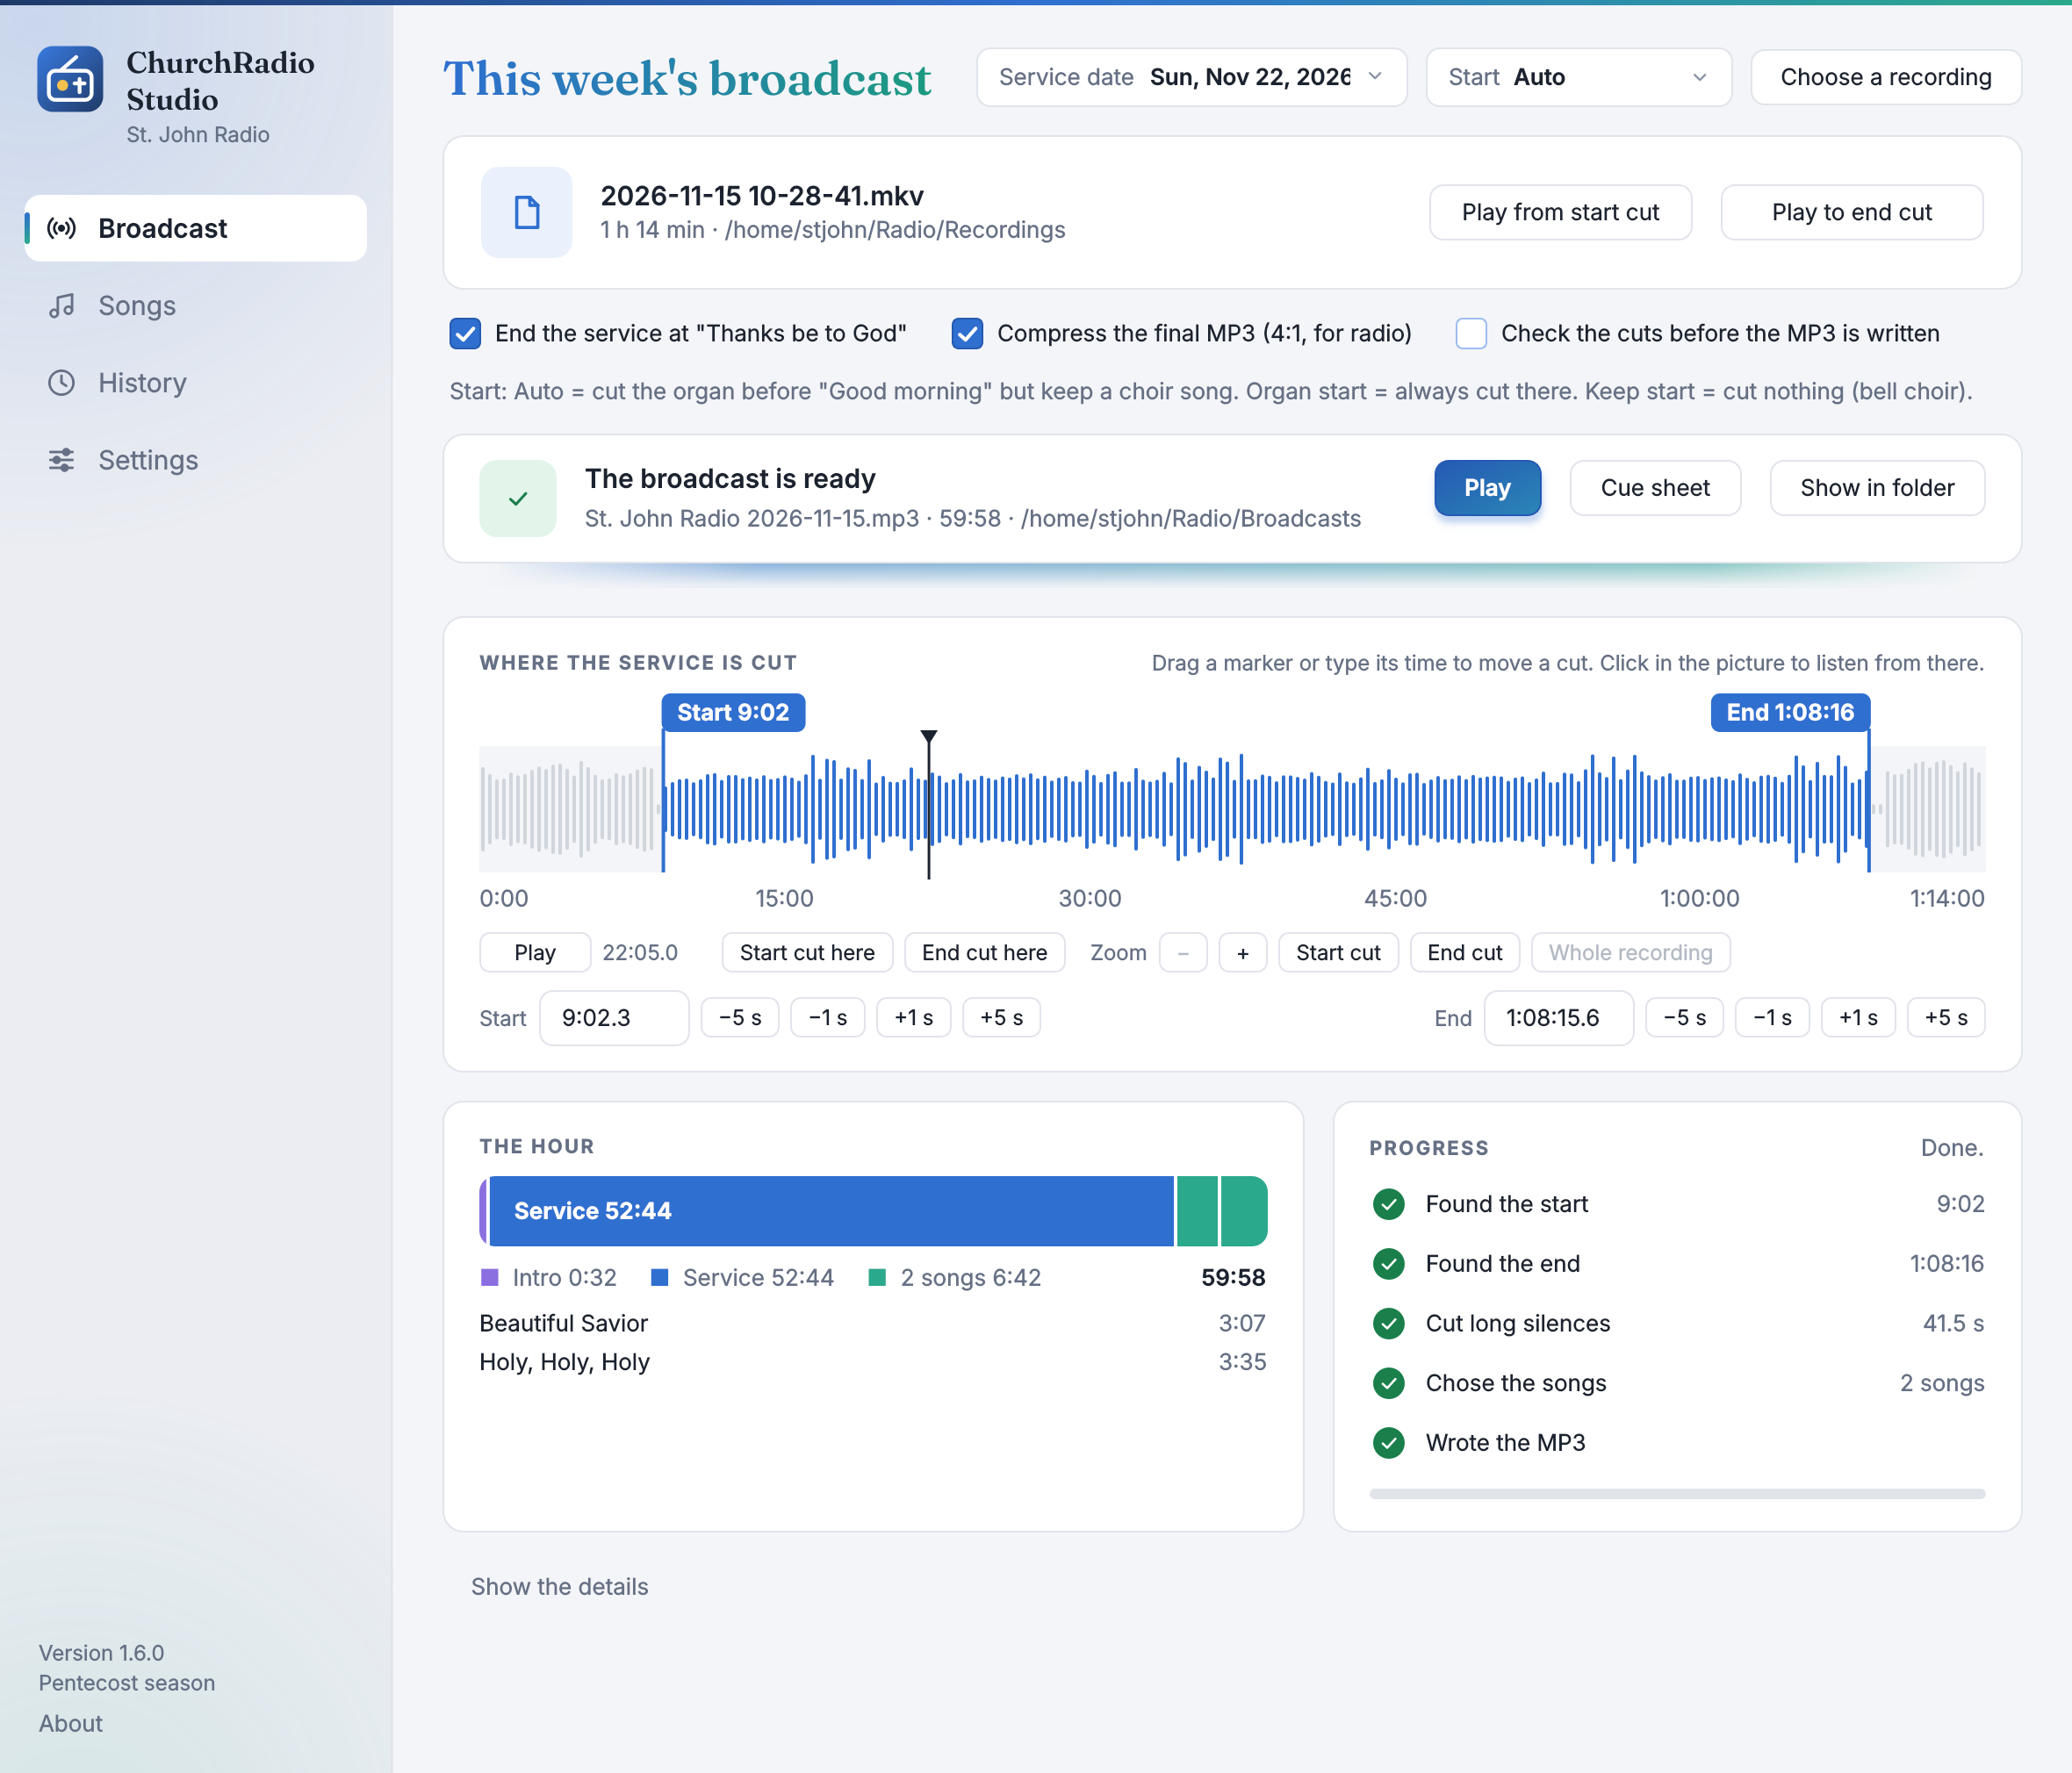 ChurchRadio
Studio
St. John Radio
Broadcast
Songs
History
Settings
Version 1.6.0
Pentecost season
About
This week's broadcast
Service date Sun, Nov 22, 2026
Start Auto
Choose a recording
2026-11-15 10-28-41.mkv
1 h 14 min · /home/stjohn/Radio/Recordings
Play from start cut
Play to end cut
End the service at "Thanks be to God"
Compress the final MP3 (4:1, for radio)
Check the cuts before the MP3 is written
Start: Auto = cut the organ before "Good morning" but keep a choir song. Organ start = always cut there. Keep start = cut nothing (bell choir).
The broadcast is ready
St. John Radio 2026-11-15.mp3 · 59:58 · /home/stjohn/Radio/Broadcasts
Play
Cue sheet
Show in folder
WHERE THE SERVICE IS CUT
Drag a marker or type its time to move a cut. Click in the picture to listen from there.
Start 9:02
End 1:08:16
0:00 15:00 30:00 45:00 1:00:00 1:14:00
Play 22:05.0 Start cut here End cut here Zoom − + Start cut End cut Whole recording
Start 9:02.3 −5 s −1 s +1 s +5 s
End 1:08:15.6 −5 s −1 s +1 s +5 s
THE HOUR
Service 52:44
Intro 0:32 Service 52:44 2 songs 6:42 59:58
Beautiful Savior 3:07
Holy, Holy, Holy 3:35
PROGRESS Done.
Found the start 9:02
Found the end 1:08:16
Cut long silences 41.5 s
Chose the songs 2 songs
Wrote the MP3
Show the details